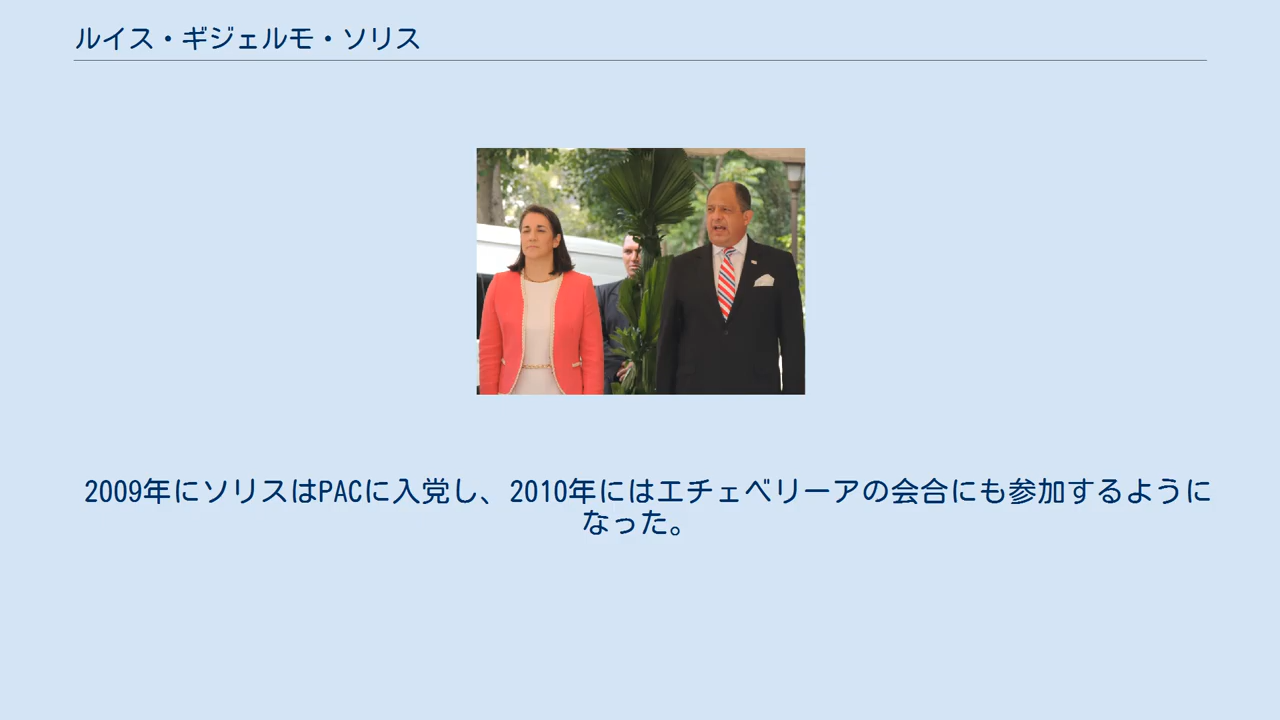 ルイス・ギジェルモ・ソリス
2009年にソリスはPACに入党し、2010年にはエチェベリーアの会合にも参加するように
なった。